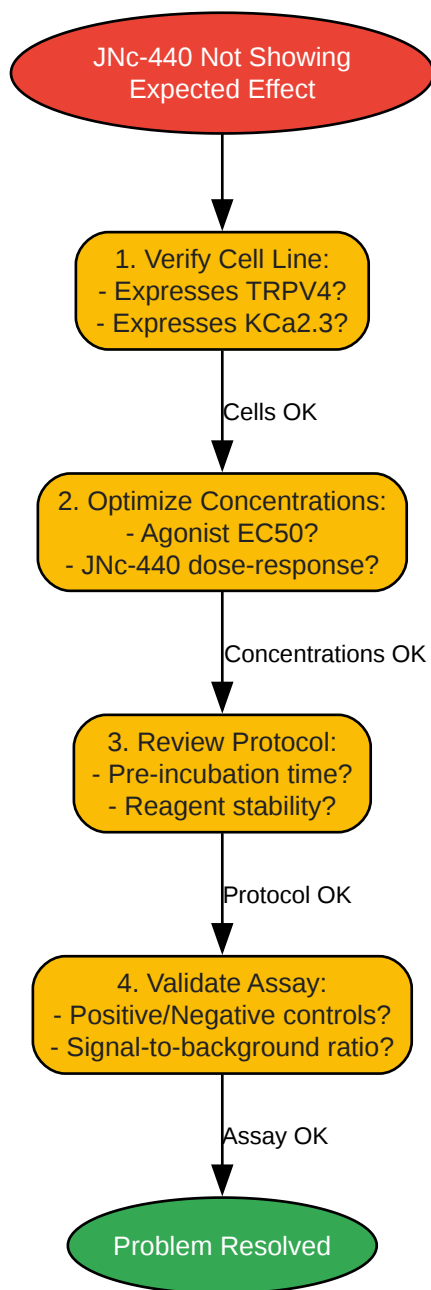 JNc-440 Not Showing
Expected Effect
1. Verify Cell Line:
- Expresses TRPV4?
- Expresses KCa2.3?
Cells OK
2. Optimize Concentrations:
- Agonist EC50?
- JNc-440 dose-response?
Concentrations OK
3. Review Protocol:
- Pre-incubation time?
- Reagent stability?
Protocol OK
4. Validate Assay:
- Positive/Negative controls?
- Signal-to-background ratio?
Assay OK
Problem Resolved